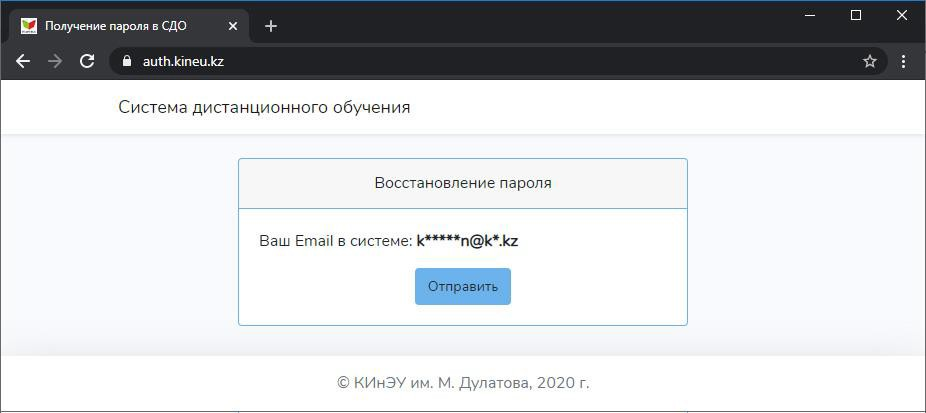 Получение пароля в СДО
auth.kineu.kz
Система дистанционного обучения
Восстановление пароля
Ваш Email в системе: k*****n@k*.kz
Отправить
© КИнЭУ им. М. Дулатова, 2020 г.